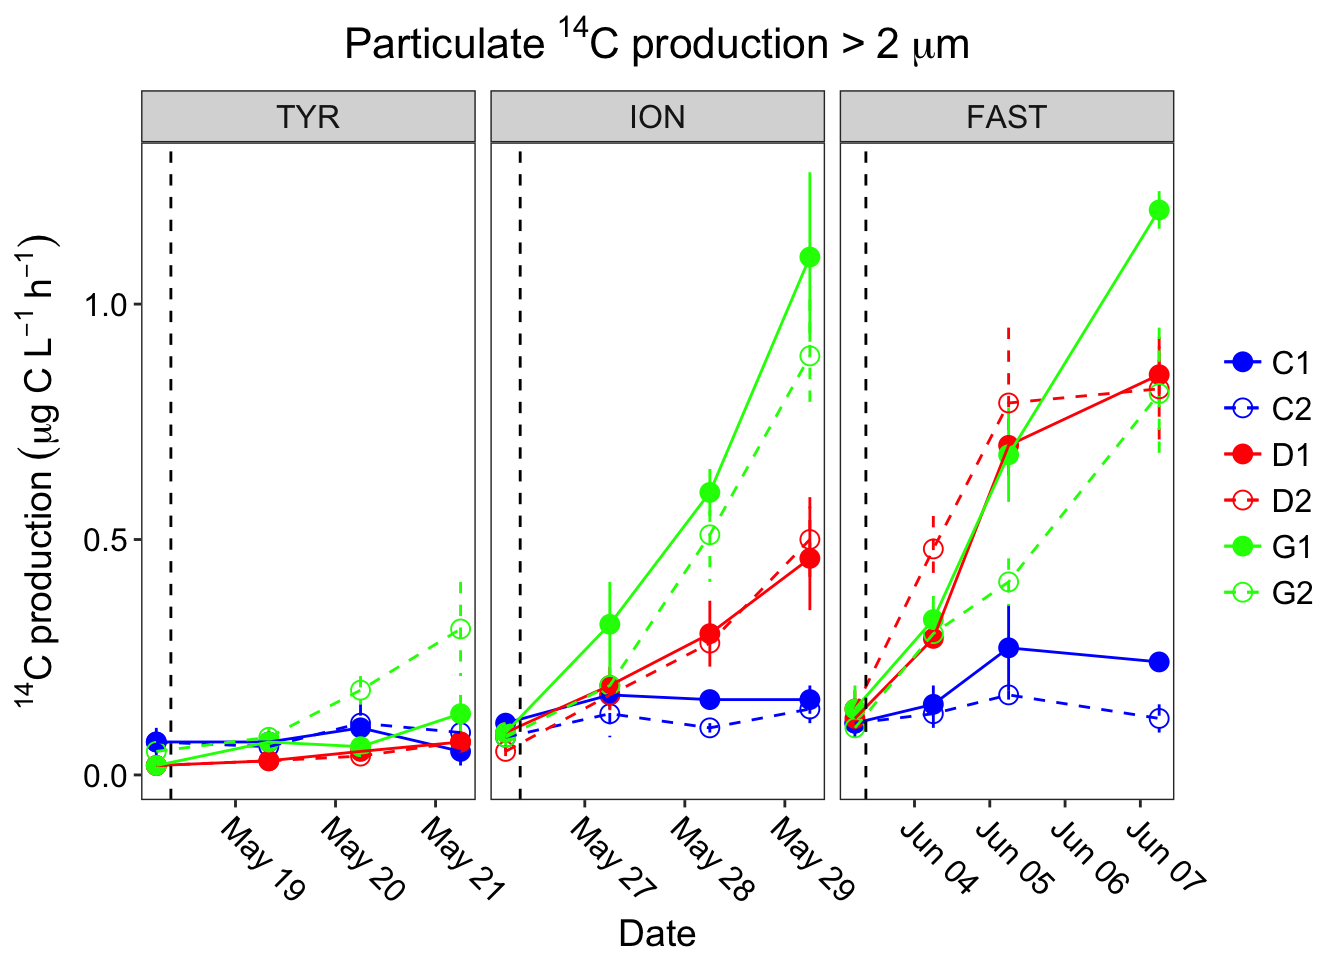 Particulate ¹⁴C production > 2 μm
TYR
ION
FAST
¹⁴C production (μg C L⁻¹ h⁻¹)
1.0
0.5
0.0
May 19
May 20
May 21
May 27
May 28
May 29
Jun 04
Jun 05
Jun 06
Jun 07
Date
C1
C2
D1
D2
G1
G2